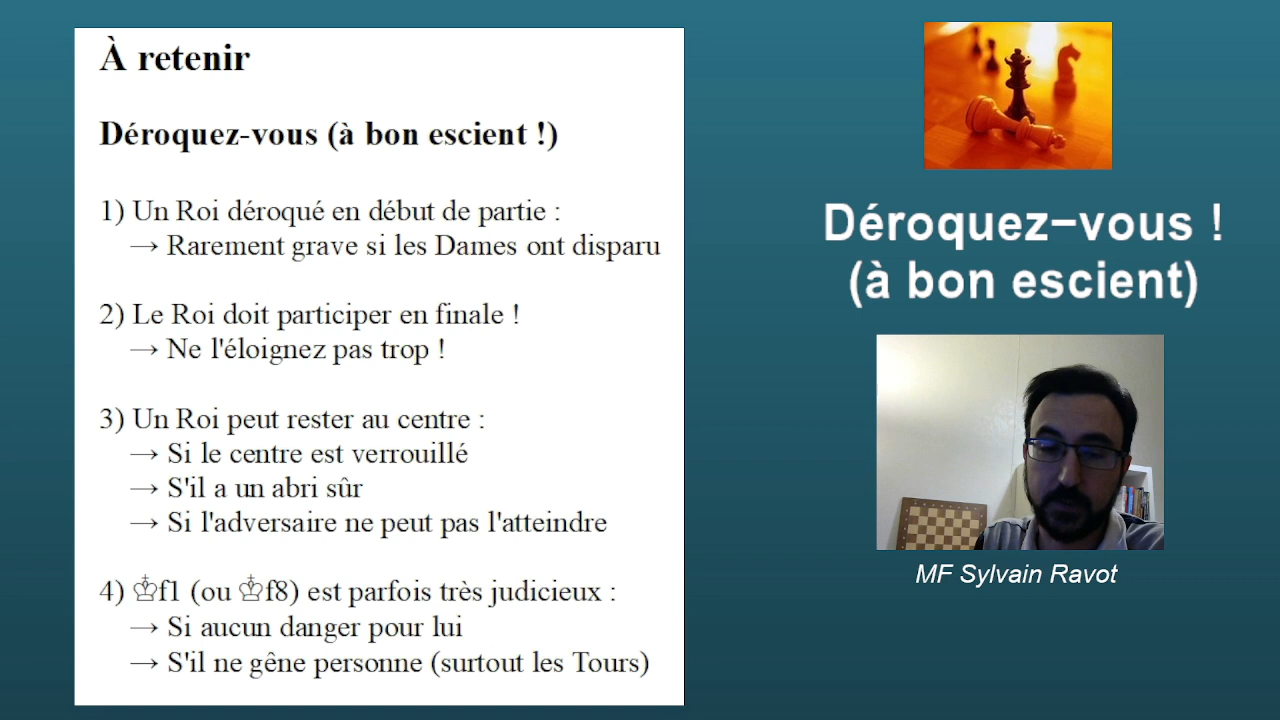 À retenir
Déroquez-vous (à bon escient !)
1) Un Roi déroqué en début de partie :
→ Rarement grave si les Dames ont disparu
2) Le Roi doit participer en finale !
→ Ne l'éloignez pas trop !
3) Un Roi peut rester au centre :
→ Si le centre est verrouillé
→ S'il a un abri sûr
→ Si l'adversaire ne peut pas l'atteindre
4) ♔f1 (ou ♔f8) est parfois très judicieux :
→ Si aucun danger pour lui
→ S'il ne gêne personne (surtout les Tours)
Déroquez−vous !
(à bon escient)
MF Sylvain Ravot